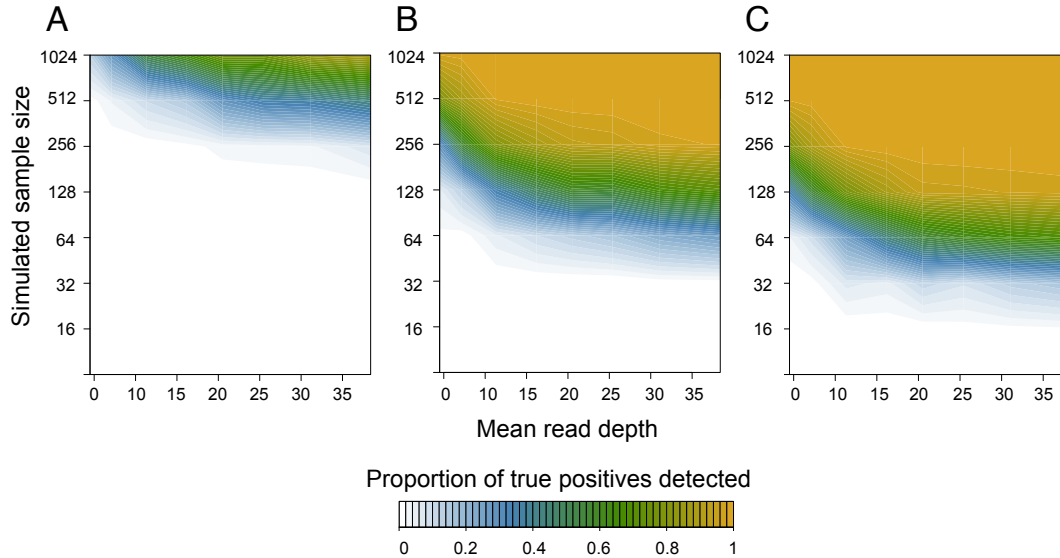 A B C
1024 1024 1024
512 512 512
256 256 256
128 128 128
64 64 64
32 32 32
16 16 16
Simulated sample size
0 10 15 20 25 30 35 0 10 15 20 25 30 35 0 10 15 20 25 30 35
Mean read depth
Proportion of true positives detected
0 0.2 0.4 0.6 0.8 1